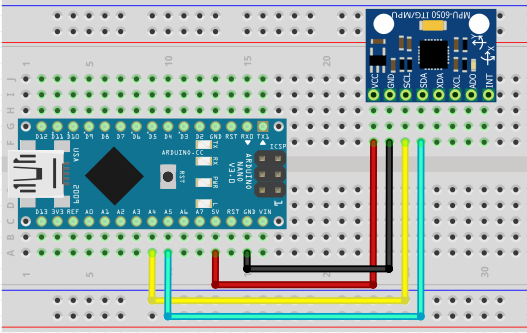 MPU-6050 ITG/MPU
X
Y
VCC GND SCL SDA XDA XCL ADO INT
1 5 10 20
J
I
H
G
F
D12 D11 D10 D9 D8 D7 D6 D5 D4 D3 D2 GND RST RX0 TX1
USA
2009
ARDUINO.CC
RST
TX
RX
PWR
L
ARDUINO
NANO
V3.0
ICSP
1
D13 3V3 REF A0 A1 A2 A3 A4 A5 A6 A7 5V RST GND VIN
D
C
B
A
1 5 10 30